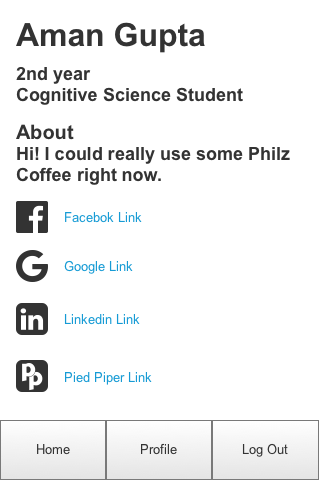 Aman Gupta
2nd year
Cognitive Science Student
About
Hi! I could really use some Philz
Coffee right now.
Facebok Link
Google Link
Linkedin Link
Pied Piper Link
Home Profile Log Out